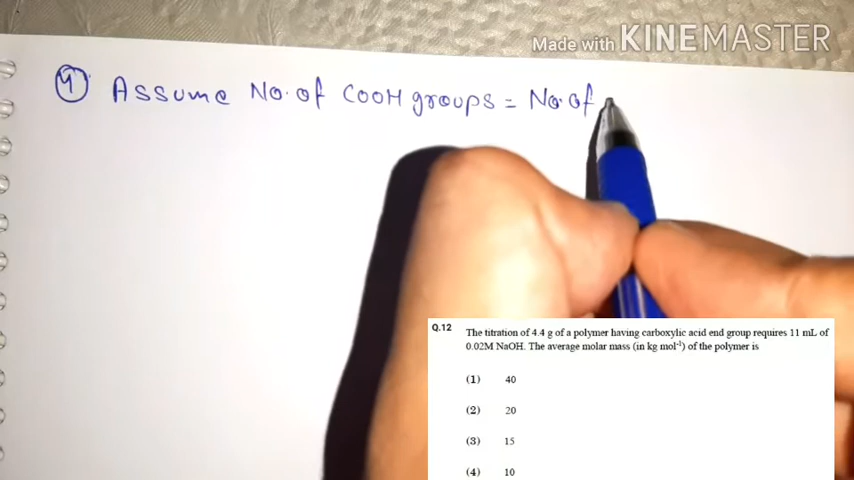 Made with KINEMASTER
4 Assume No. of COOH groups = No. of
Q.12 The titration of 4.4 g of a polymer having carboxylic acid end group requires 11 mL of
0.02M NaOH. The average molar mass (in kg mol⁻¹) of the polymer is
(1) 40
(2) 20
(3) 15
(4) 10